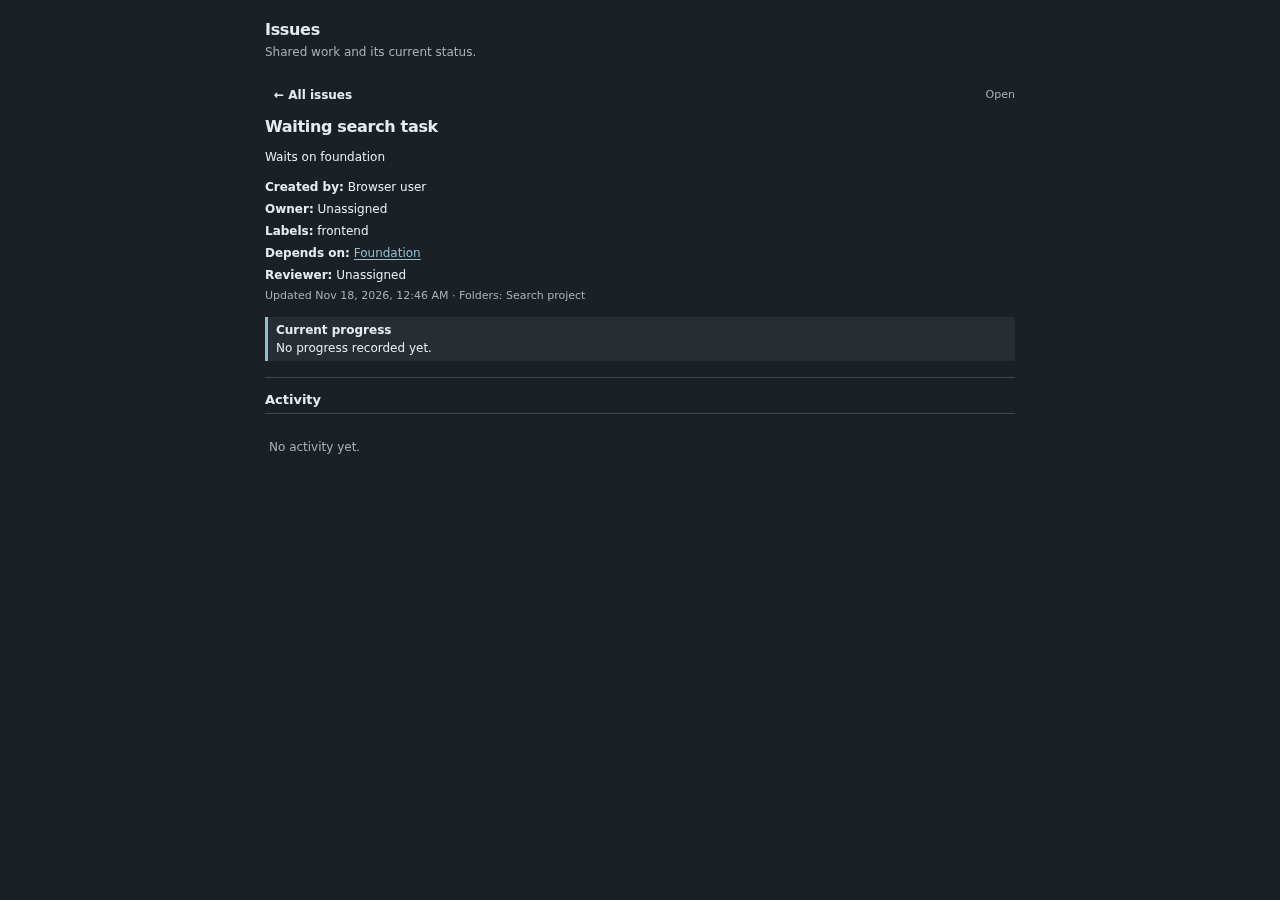 Issues
Shared work and its current status.
← All issues
Open
Waiting search task
Waits on foundation
Created by: Browser user
Owner: Unassigned
Labels: frontend
Depends on: Foundation
Reviewer: Unassigned
Updated Nov 18, 2026, 12:46 AM · Folders: Search project
Current progress
No progress recorded yet.
Activity
No activity yet.